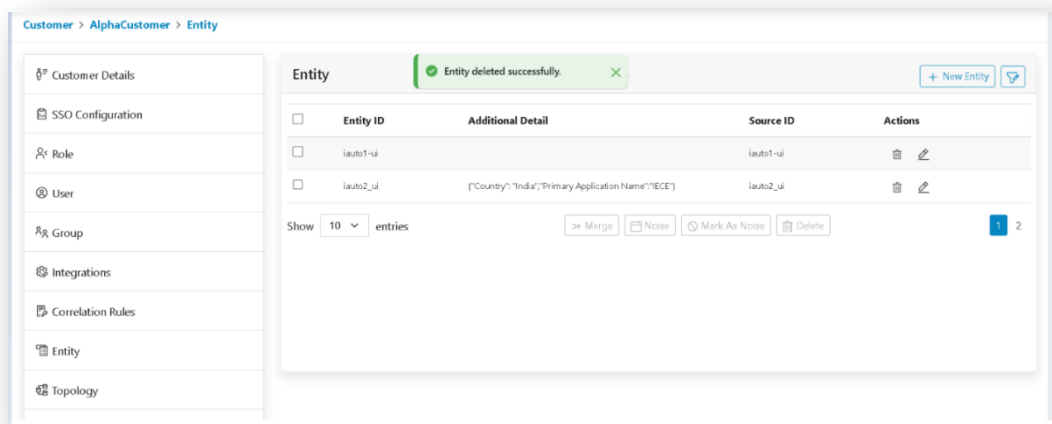 Customer > AlphaCustomer > Entity
Customer Details
SSO Configuration
Role
User
Group
Integrations
Correlation Rules
Entity
Topology
Entity
Entity deleted successfully.
+ New Entity
Entity ID Additional Detail Source ID Actions
iauto1-ui iauto1-ui
iauto2_ui {"Country": "India","Primary Application Name":"IECE"} iauto2_ui
Show 10 entries Merge Noise Mark As Noise Delete 1 2